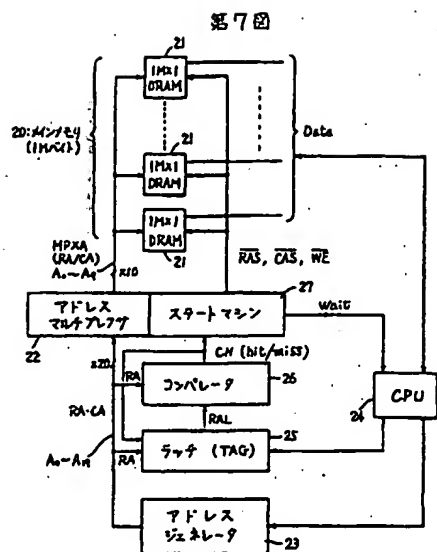 第7図
21
1M×1
DRAM
20:メインメモリ
(1Mバイト)
Data
21
1M×1
DRAM
21
1M×1
DRAM
MPXA
(RA/CA)
A₀~A₉
×10
RAS, CAS, WE
27
アドレス
マルチプレクサ
スタートマシン
Wait
22
CH (hit/miss)
×20
RA
コンパレータ
26
CPU
24
RA・CA
RAL
25
A₀~A₁₉
RA
ラッチ (TAG)
アドレス
ジェネレータ
23